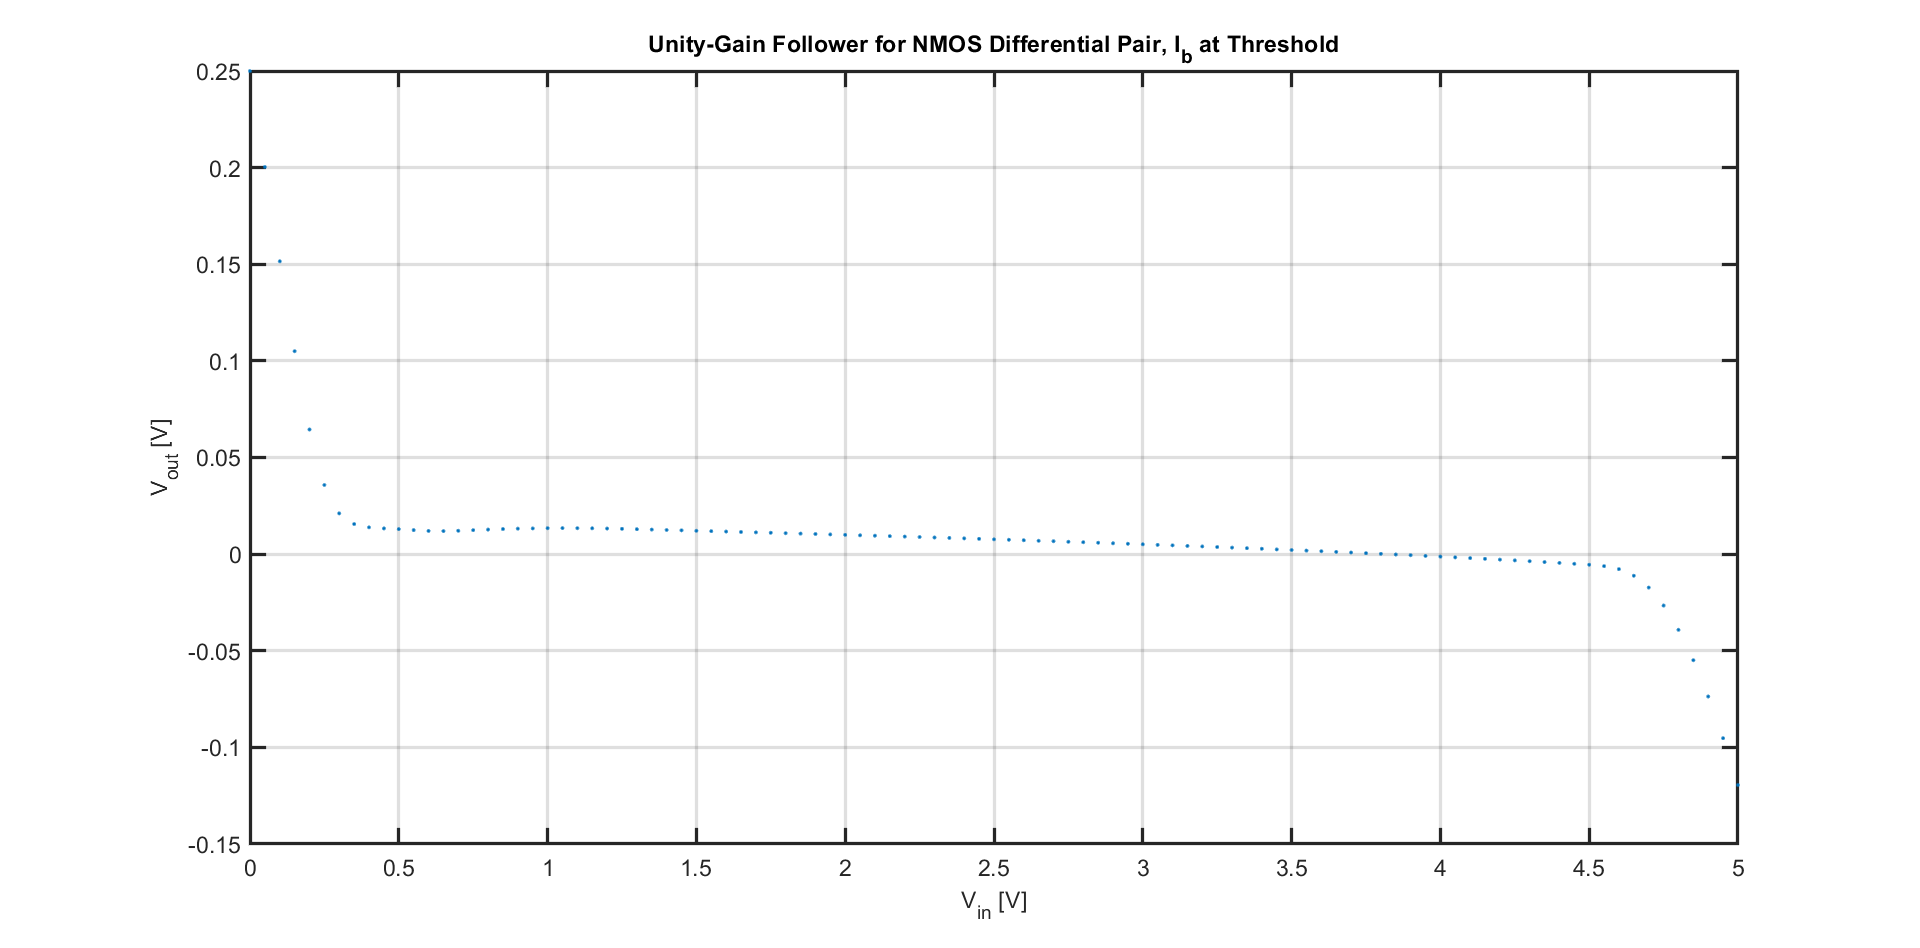 Unity-Gain Follower for NMOS Differential Pair, I_b at Threshold
0.25
0.2
0.15
0.1
0.05
0
-0.05
-0.1
-0.15
V_out [V]
0 0.5 1 1.5 2 2.5 3 3.5 4 4.5 5
V_in [V]